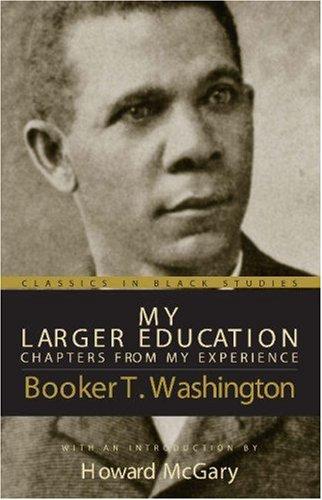 CLASSICS IN BLACK STUDIES
MY
LARGER EDUCATION
CHAPTERS FROM MY EXPERIENCE
Booker T. Washington
WITH AN INTRODUCTION BY
Howard McGary